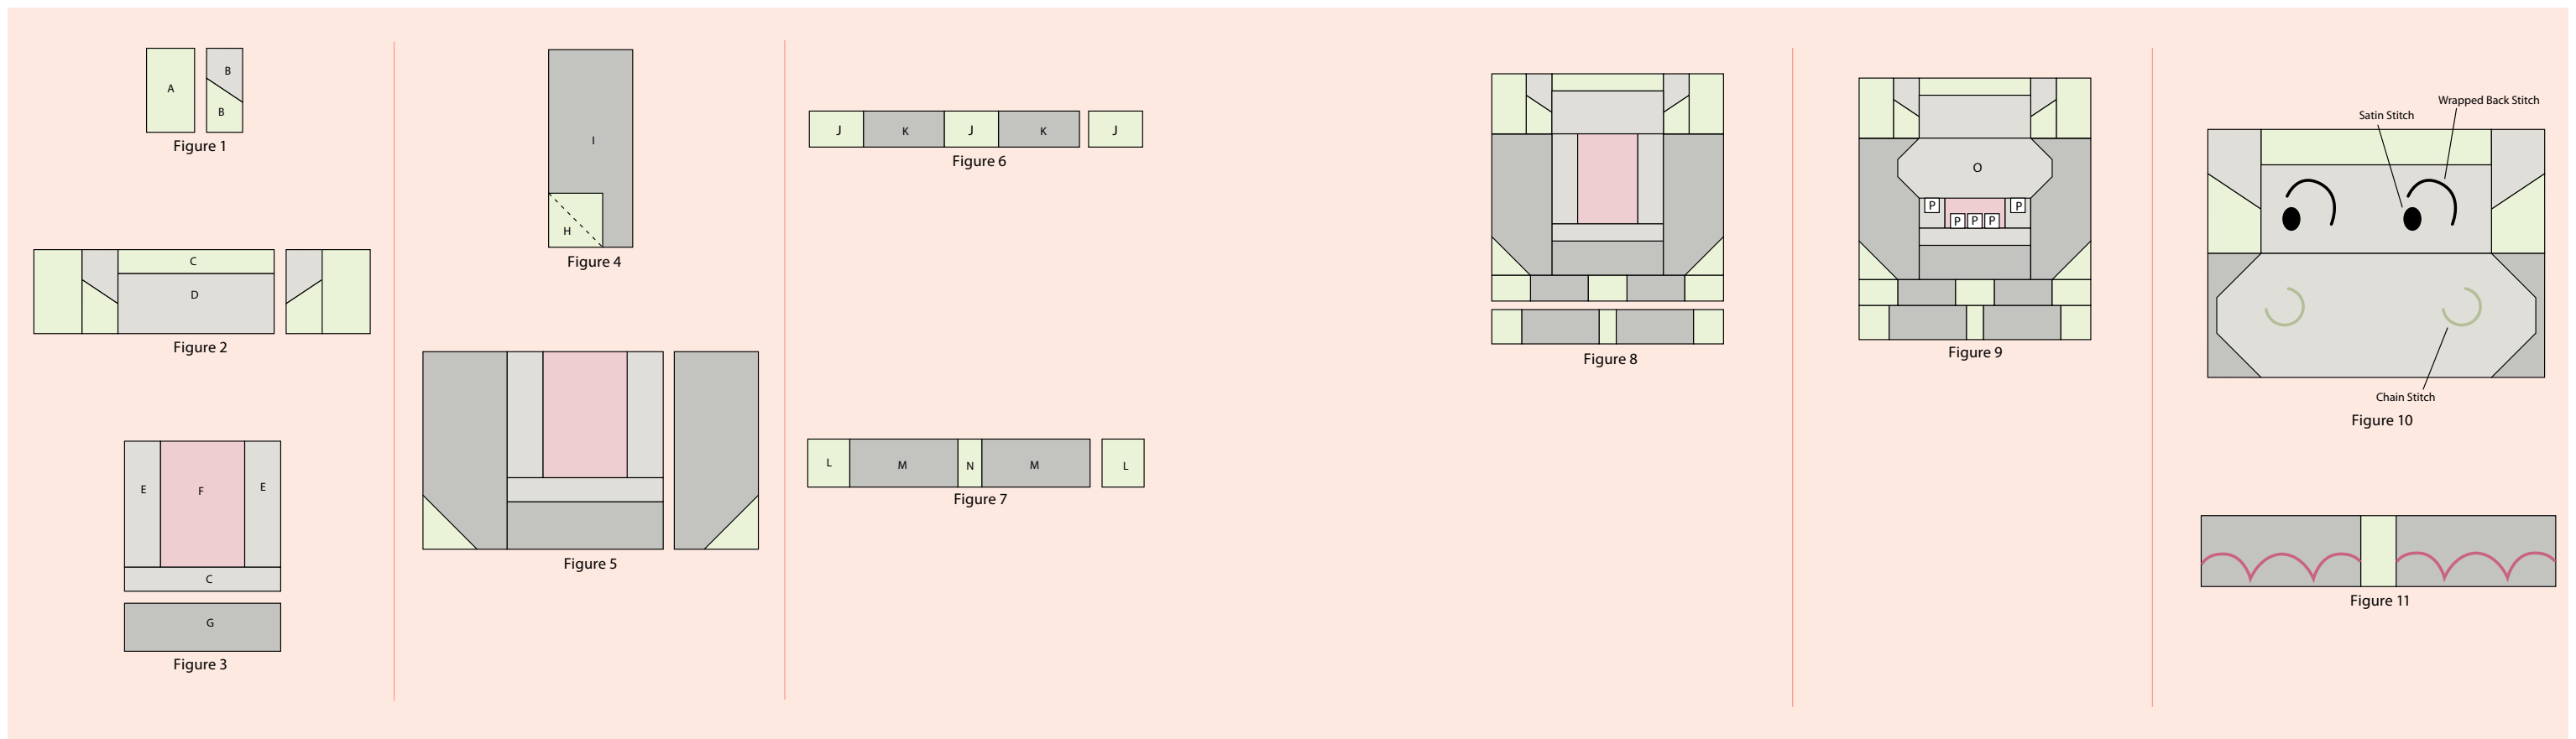 A
B
B
Figure 1
C
D
Figure 2
E
F
E
C
G
Figure 3
I
H
Figure 4
Figure 5
J
K
J
K
J
Figure 6
L
M
N
M
L
Figure 7
Figure 8
O
P
P
P
P
P
Figure 9
Wrapped Back Stitch
Satin Stitch
Chain Stitch
Figure 10
Figure 11